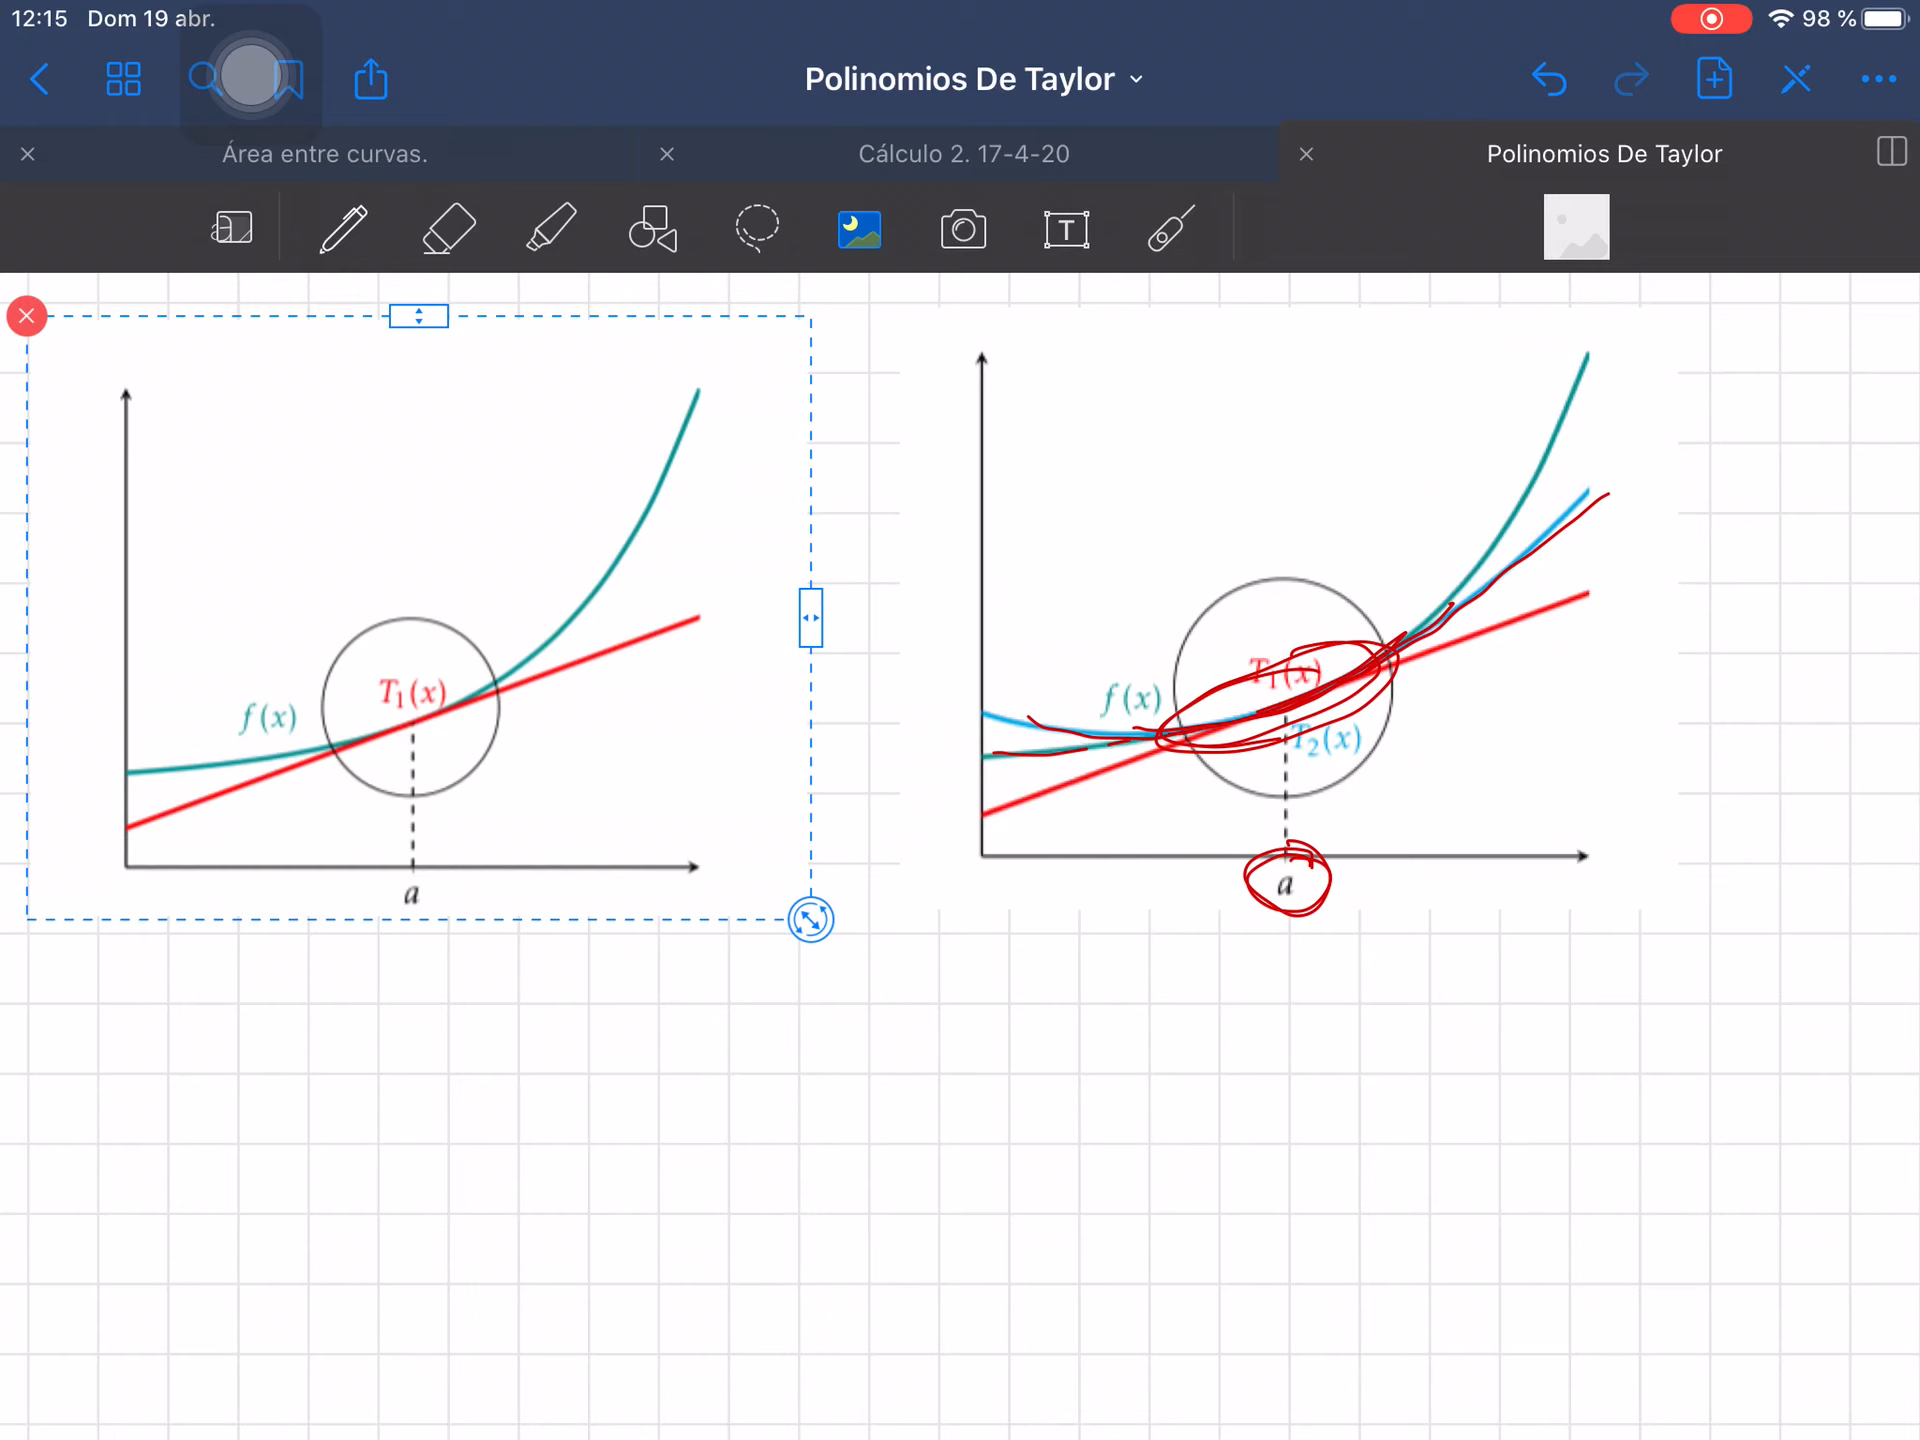 12:15 Dom 19 abr. 98 %
Polinomios De Taylor
Área entre curvas. Cálculo 2. 17-4-20 Polinomios De Taylor
a T
f(x) T₁(x)
a
f(x) T₁(x)
T₂(x)
a